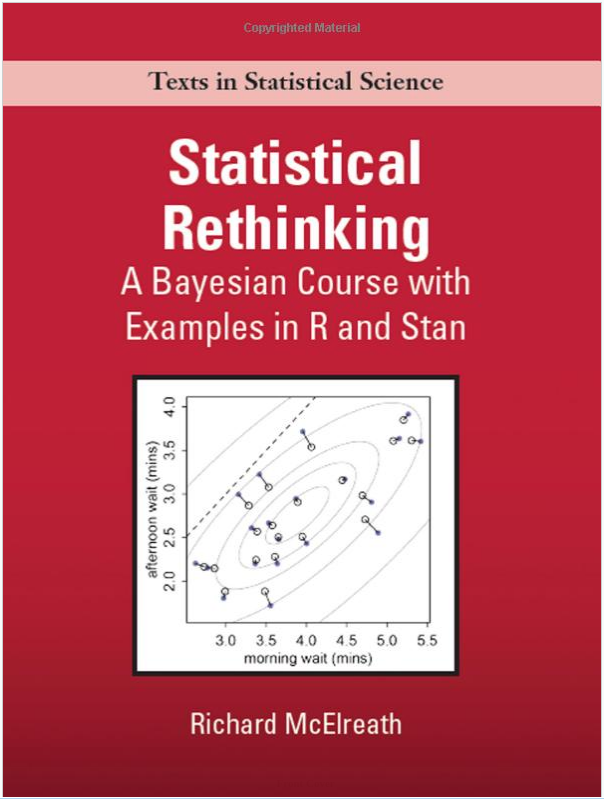 Copyrighted Material
Texts in Statistical Science
Statistical
Rethinking
A Bayesian Course with
Examples in R and Stan
4.0
3.5
3.0
2.5
2.0
afternoon wait (mins)
3.0 3.5 4.0 4.5 5.0 5.5
morning wait (mins)
Richard McElreath